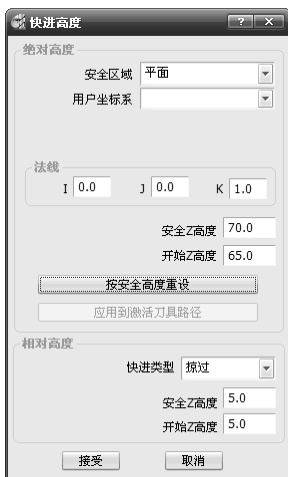 快进高度
绝对高度
安全区域 平面
用户坐标系
法线
I 0.0 J 0.0 K 1.0
安全Z高度 70.0
开始Z高度 65.0
按安全高度重设
应用到激活刀具路径
相对高度
快进类型 掠过
安全Z高度 5.0
开始Z高度 5.0
接受 取消